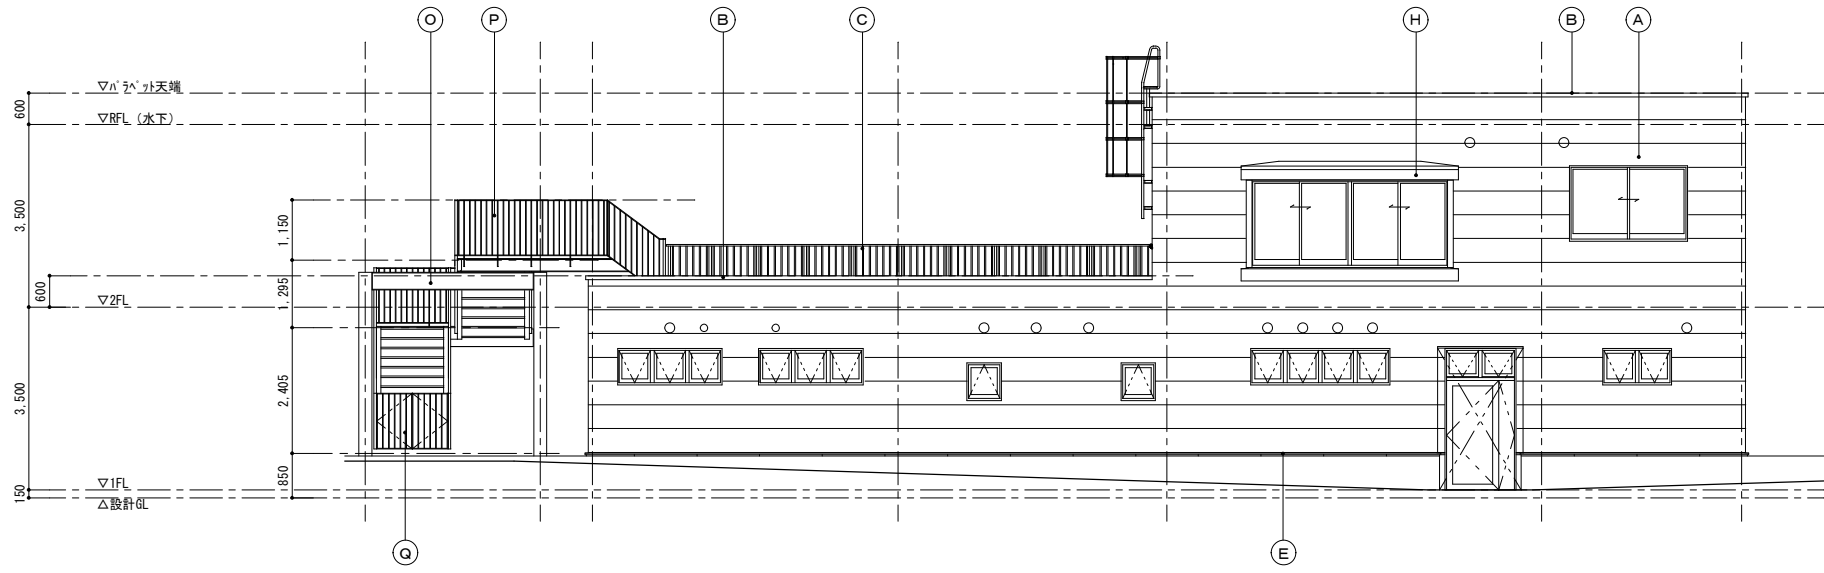 O
P
B
C
H
B
A
▽パラペット天端
600
▽RFL（水下）
3,500
1,150
600
1,295
▽2FL
3,500
2,405
850
▽1FL
150
△設計GL
Q
E